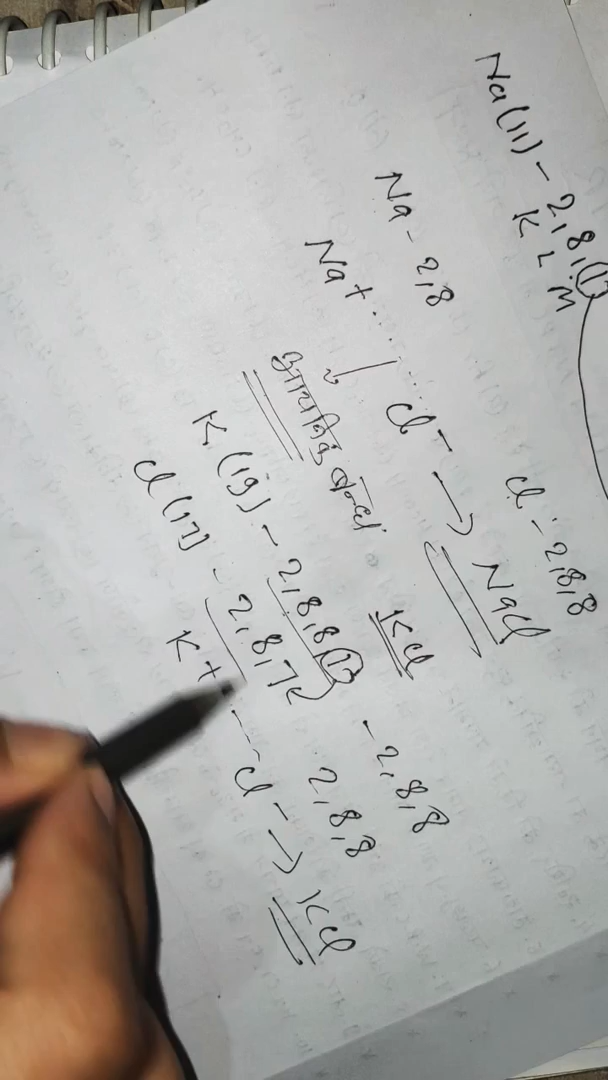 Na(11) - 2,8,1
K L M
Na - 2,8
Cl - 2,8,8
Na+ ...... Cl- → NaCl
आयनिक
KCl
K(19) - 2,8,8,1 - 2,8,8
Cl(17) - 2,8,7 2,8,8
K+ ---- Cl- → KCl